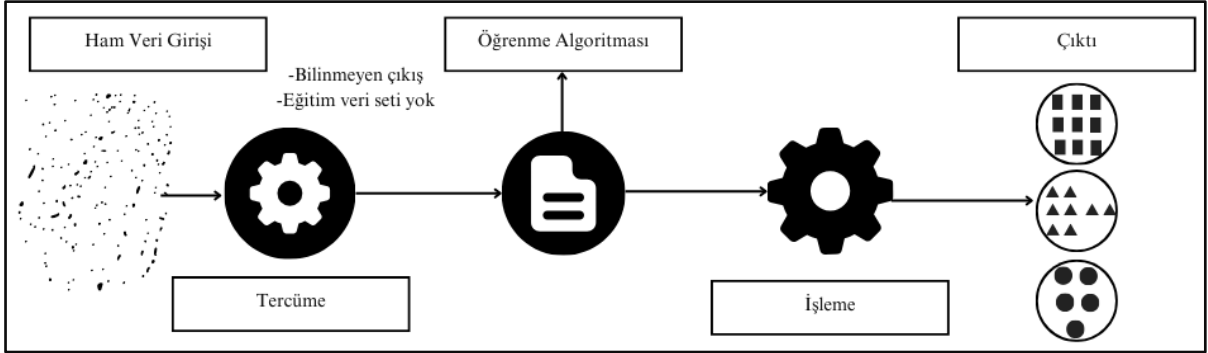 Ham Veri Girişi
-Bilinmeyen çıkış
-Eğitim veri seti yok
Öğrenme Algoritması
Çıktı
Tercüme
İşleme